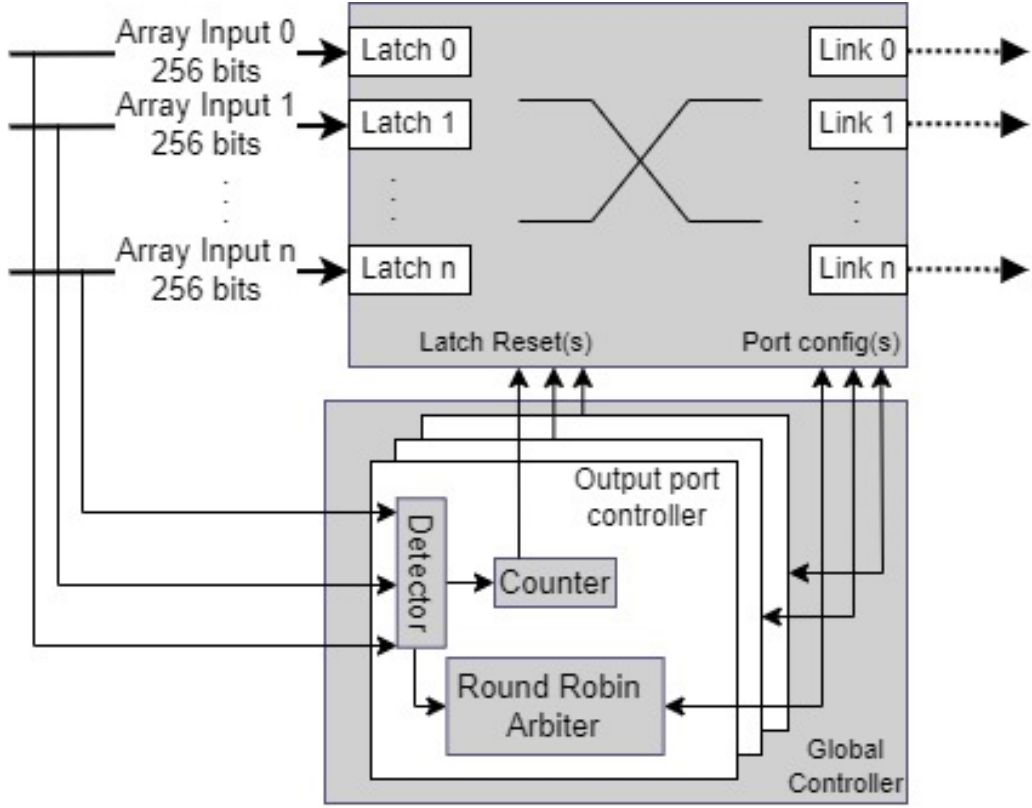 Array Input 0
256 bits
Latch 0
Link 0
Array Input 1
256 bits
Latch 1
Link 1
Array Input n
256 bits
Latch n
Link n
Latch Reset(s)
Port config(s)
Output port
controller
Detector
Counter
Round Robin
Arbiter
Global
Controller